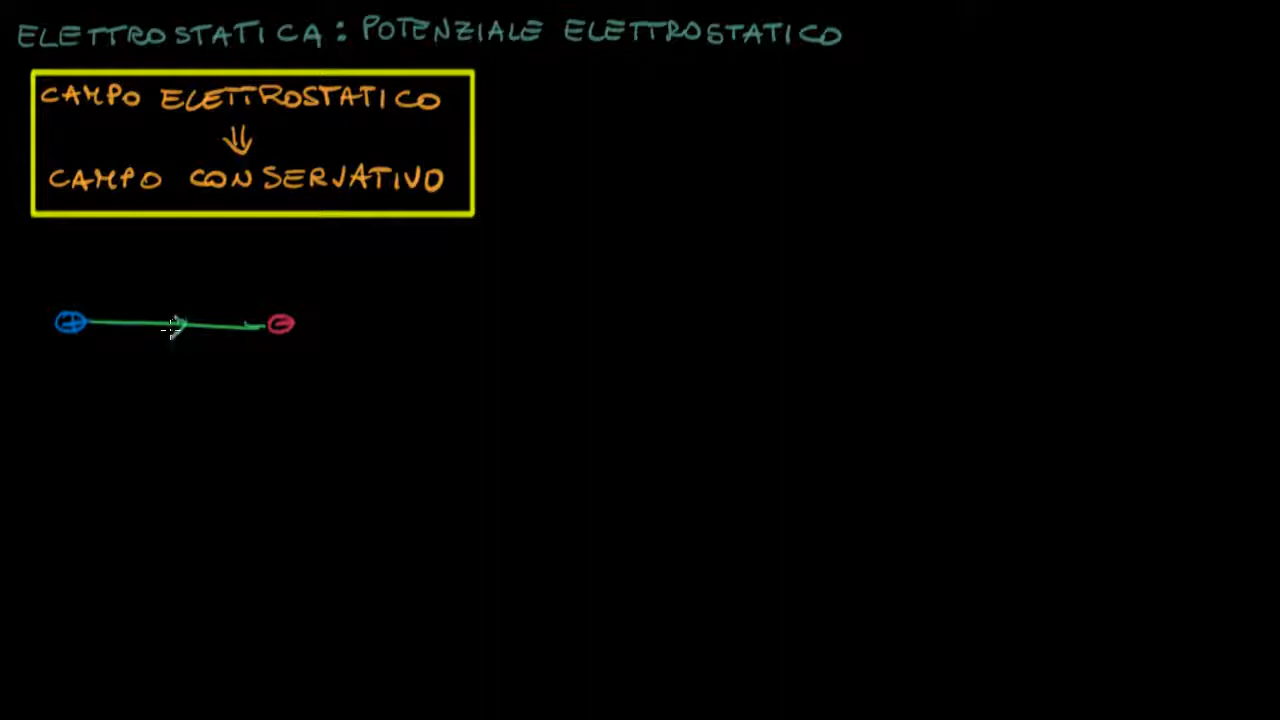 ELETTROSTATICA: POTENZIALE ELETTROSTATICO
CAMPO ELETTROSTATICO
⇓
CAMPO CONSERVATIVO
+ −